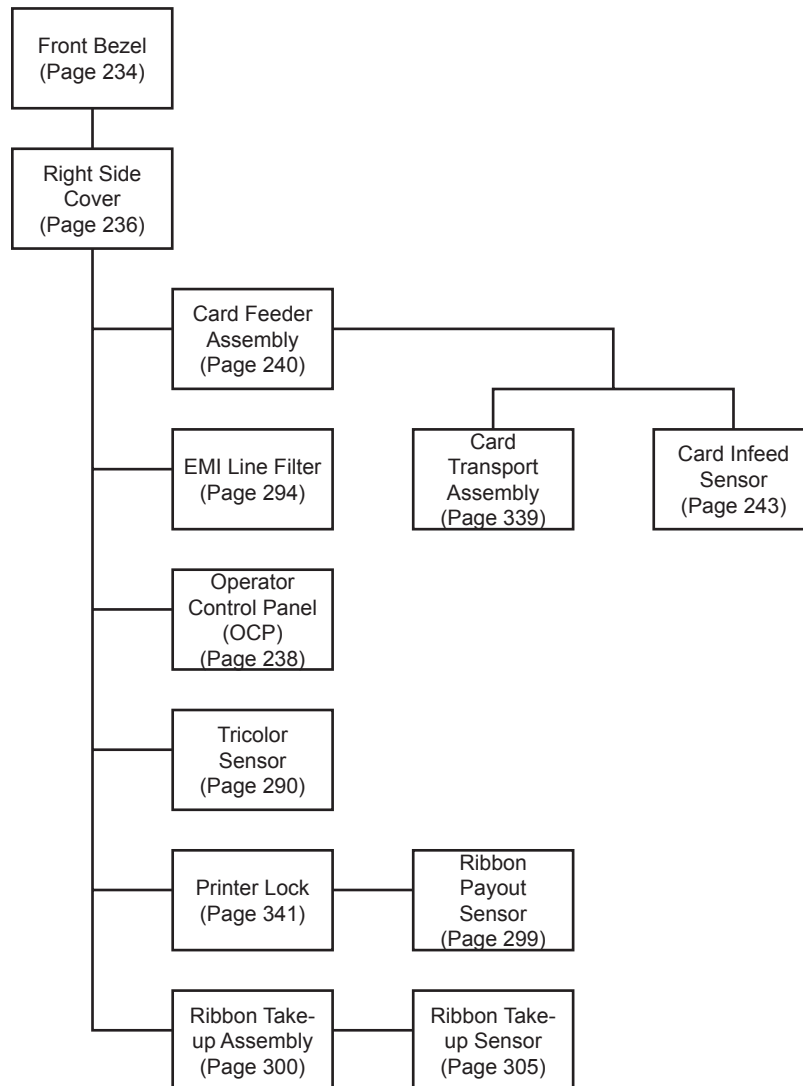 Front Bezel
(Page 234)
Right Side
Cover
(Page 236)
Card Feeder
Assembly
(Page 240)
EMI Line Filter
(Page 294)
Card
Transport
Assembly
(Page 339)
Card Infeed
Sensor
(Page 243)
Operator
Control Panel
(OCP)
(Page 238)
Tricolor
Sensor
(Page 290)
Printer Lock
(Page 341)
Ribbon
Payout
Sensor
(Page 299)
Ribbon Take-
up Assembly
(Page 300)
Ribbon Take-
up Sensor
(Page 305)